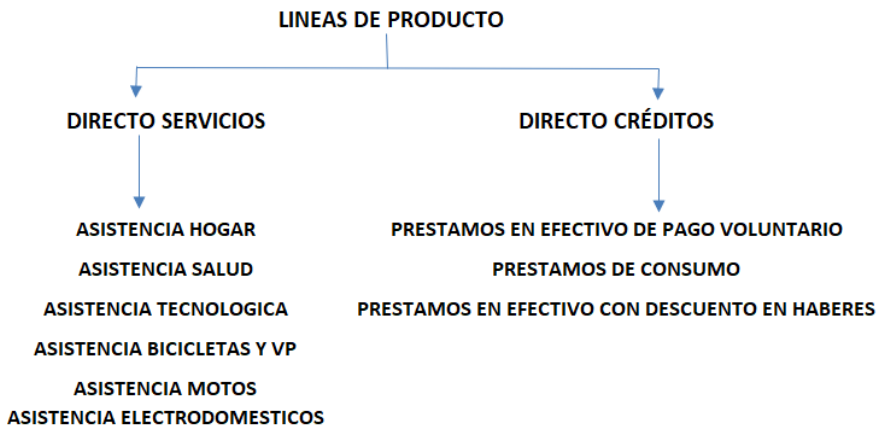 LINEAS DE PRODUCTO
DIRECTO SERVICIOS
ASISTENCIA HOGAR
ASISTENCIA SALUD
ASISTENCIA TECNOLOGICA
ASISTENCIA BICICLETAS Y VP
ASISTENCIA MOTOS
ASISTENCIA ELECTRODOMESTICOS
DIRECTO CRÉDITOS
PRESTAMOS EN EFECTIVO DE PAGO VOLUNTARIO
PRESTAMOS DE CONSUMO
PRESTAMOS EN EFECTIVO CON DESCUENTO EN HABERES